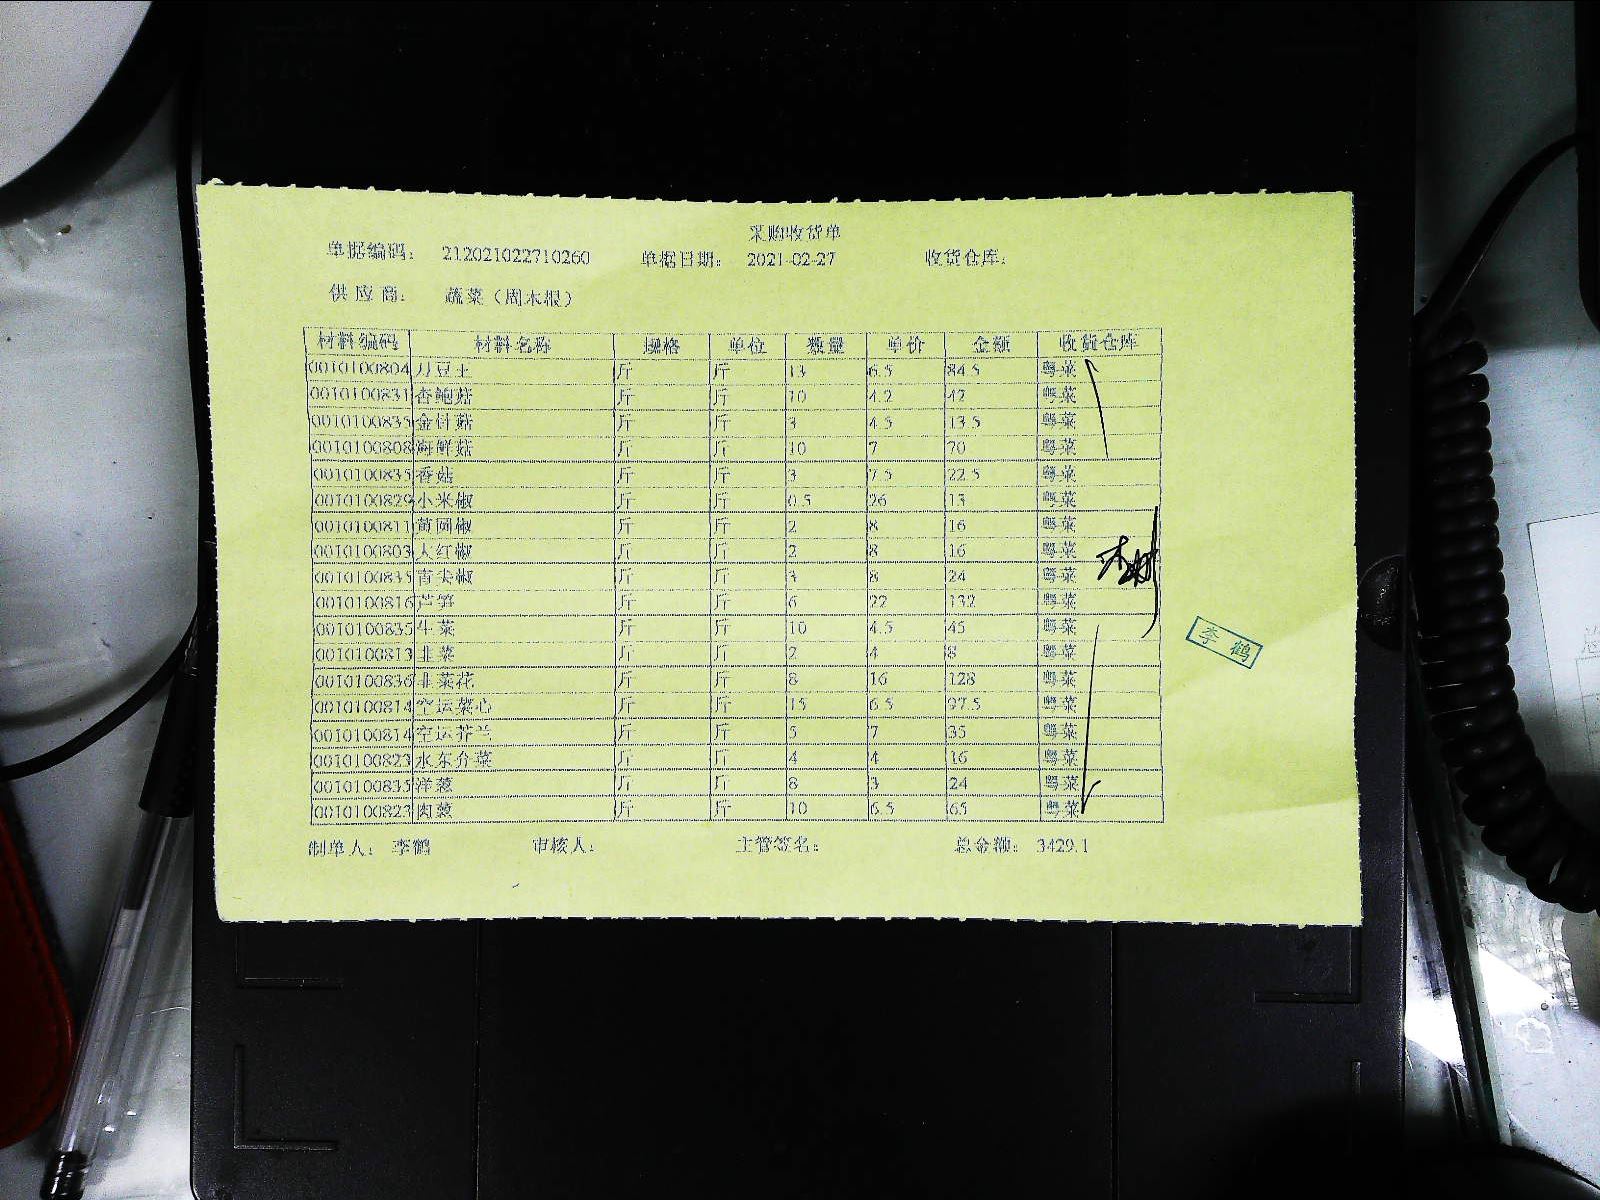 采购收货单
单据编码： 212021022710260 单据日期： 2021-02-27 收货仓库：
供 应 商： 蔬菜（周木根）
材料编码 材料名称 规格 单位 数量 单价 金额 收货仓库
0010100804 刀豆王 斤 斤 13 6.5 84.5 粤菜
0010100831 杏鲍菇 斤 斤 10 4.2 42 粤菜
0010100835 金针菇 斤 斤 3 4.5 13.5 粤菜
0010100808 海鲜菇 斤 斤 10 7 70 粤菜
0010100835 香菇 斤 斤 3 7.5 22.5 粤菜
0010100829 小米椒 斤 斤 0.5 26 13 粤菜
0010100811 黄圆椒 斤 斤 2 8 16 粤菜
0010100803 大红椒 斤 斤 2 8 16 粤菜
0010100835 青尖椒 斤 斤 3 8 24 粤菜
0010100816 芦笋 斤 斤 6 22 132 粤菜
0010100835 生菜 斤 斤 10 4.5 45 粤菜
0010100813 韭菜 斤 斤 2 4 8 粤菜
0010100836 韭菜花 斤 斤 8 16 128 粤菜
0010100814 空运菜心 斤 斤 15 6.5 97.5 粤菜
0010100814 空运芥兰 斤 斤 5 7 35 粤菜
0010100823 水东介菜 斤 斤 4 4 16 粤菜
0010100835 洋葱 斤 斤 8 3 24 粤菜
0010100823 肉葱 斤 斤 10 6.5 65 粤菜
李鹤
制单人： 李鹤 审核人： 主管签名： 总金额： 3429.1